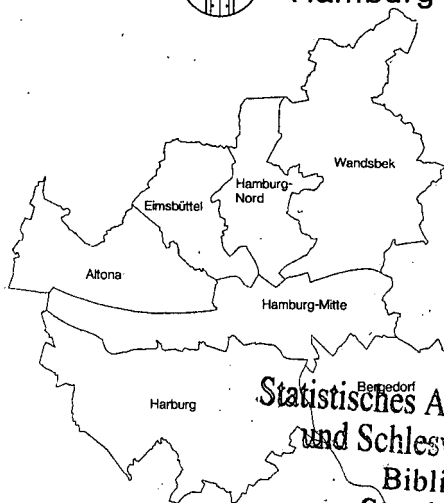 Hamburg
Wandsbek
Hamburg-
Nord
Eimsbüttel
Altona
Hamburg-Mitte
Bergedorf
Harburg
Statistisches A
und Schlesw
Bibli